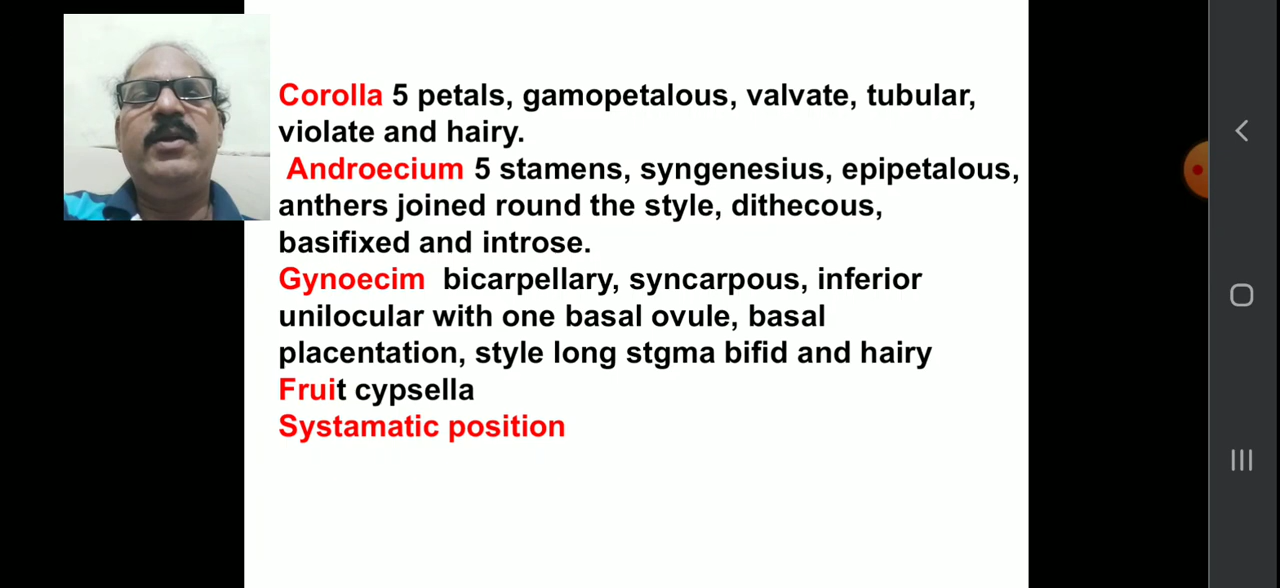 Corolla 5 petals, gamopetalous, valvate, tubular,
violate and hairy.
Androecium 5 stamens, syngenesius, epipetalous,
anthers joined round the style, dithecous,
basifixed and introse.
Gynoecim bicarpellary, syncarpous, inferior
unilocular with one basal ovule, basal
placentation, style long stgma bifid and hairy
Fruit cypsella
Systamatic position